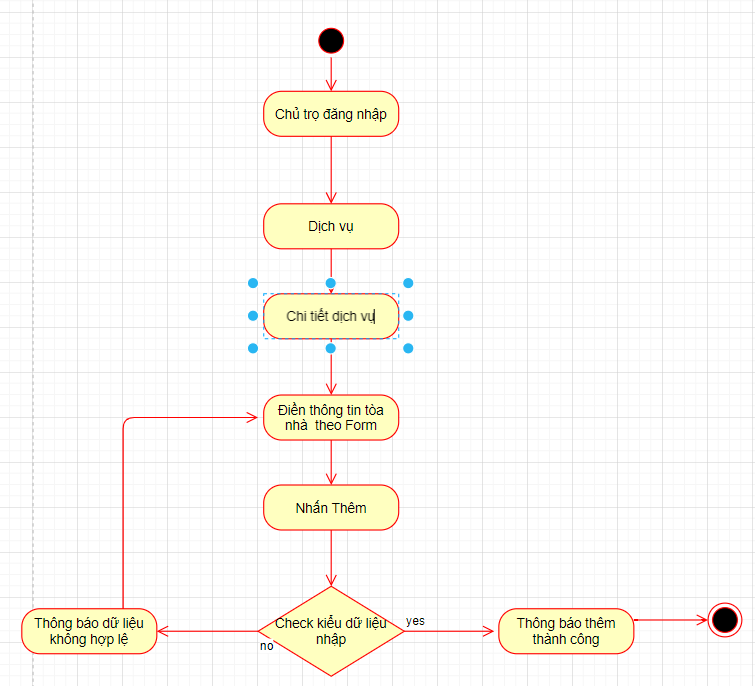 Chủ trọ đăng nhập
Dịch vụ
Chi tiết dịch vụ
Điền thông tin tòa
nhà theo Form
Nhấn Thêm
Check kiểu dữ liệu
nhập
yes
no
Thông báo dữ liệu
không hợp lệ
Thông báo thêm
thành công